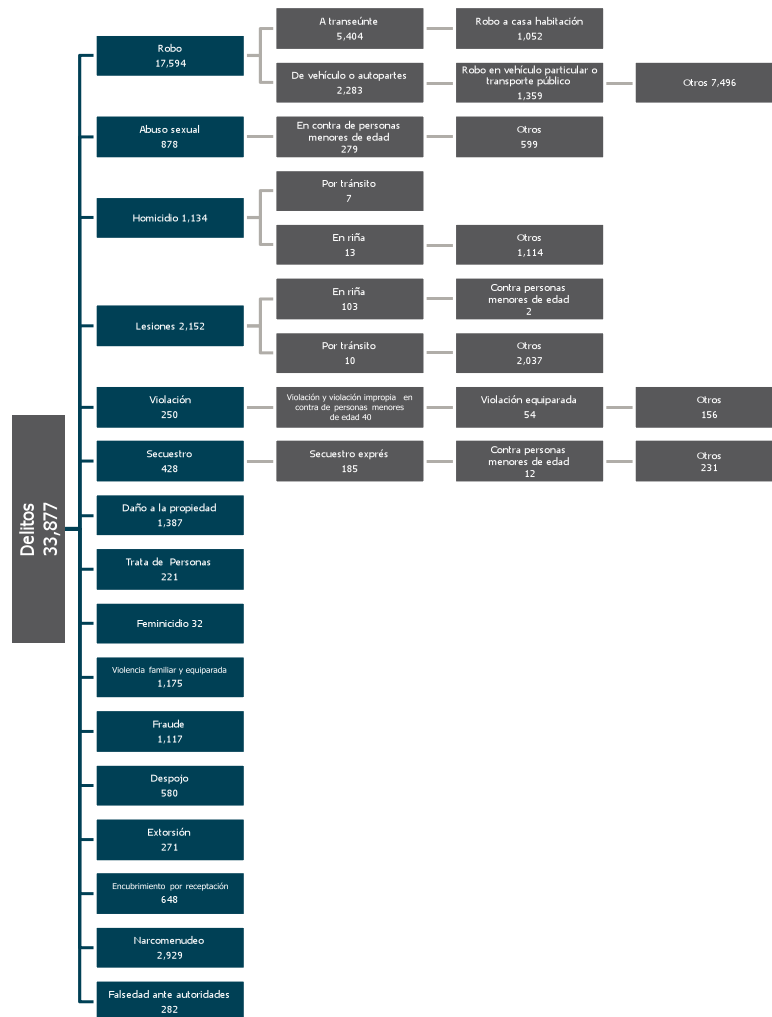 Delitos
33,877
Robo
17,594
A transeúnte
5,404
Robo a casa habitación
1,052
De vehículo o autopartes
2,283
Robo en vehículo particular o
transporte público
1,359
Otros 7,496
Abuso sexual
878
En contra de personas
menores de edad
279
Otros
599
Homicidio 1,134
Por tránsito
7
En riña
13
Otros
1,114
Lesiones 2,152
En riña
103
Contra personas
menores de edad
2
Por tránsito
10
Otros
2,037
Violación
250
Violación y violación impropia en
contra de personas menores
de edad 40
Violación equiparada
54
Otros
156
Secuestro
428
Secuestro exprés
185
Contra personas
menores de edad
12
Otros
231
Daño a la propiedad
1,387
Trata de Personas
221
Feminicidio 32
Violencia familiar y equiparada
1,175
Fraude
1,117
Despojo
580
Extorsión
271
Encubrimiento por receptación
648
Narcomenudeo
2,929
Falsedad ante autoridades
282